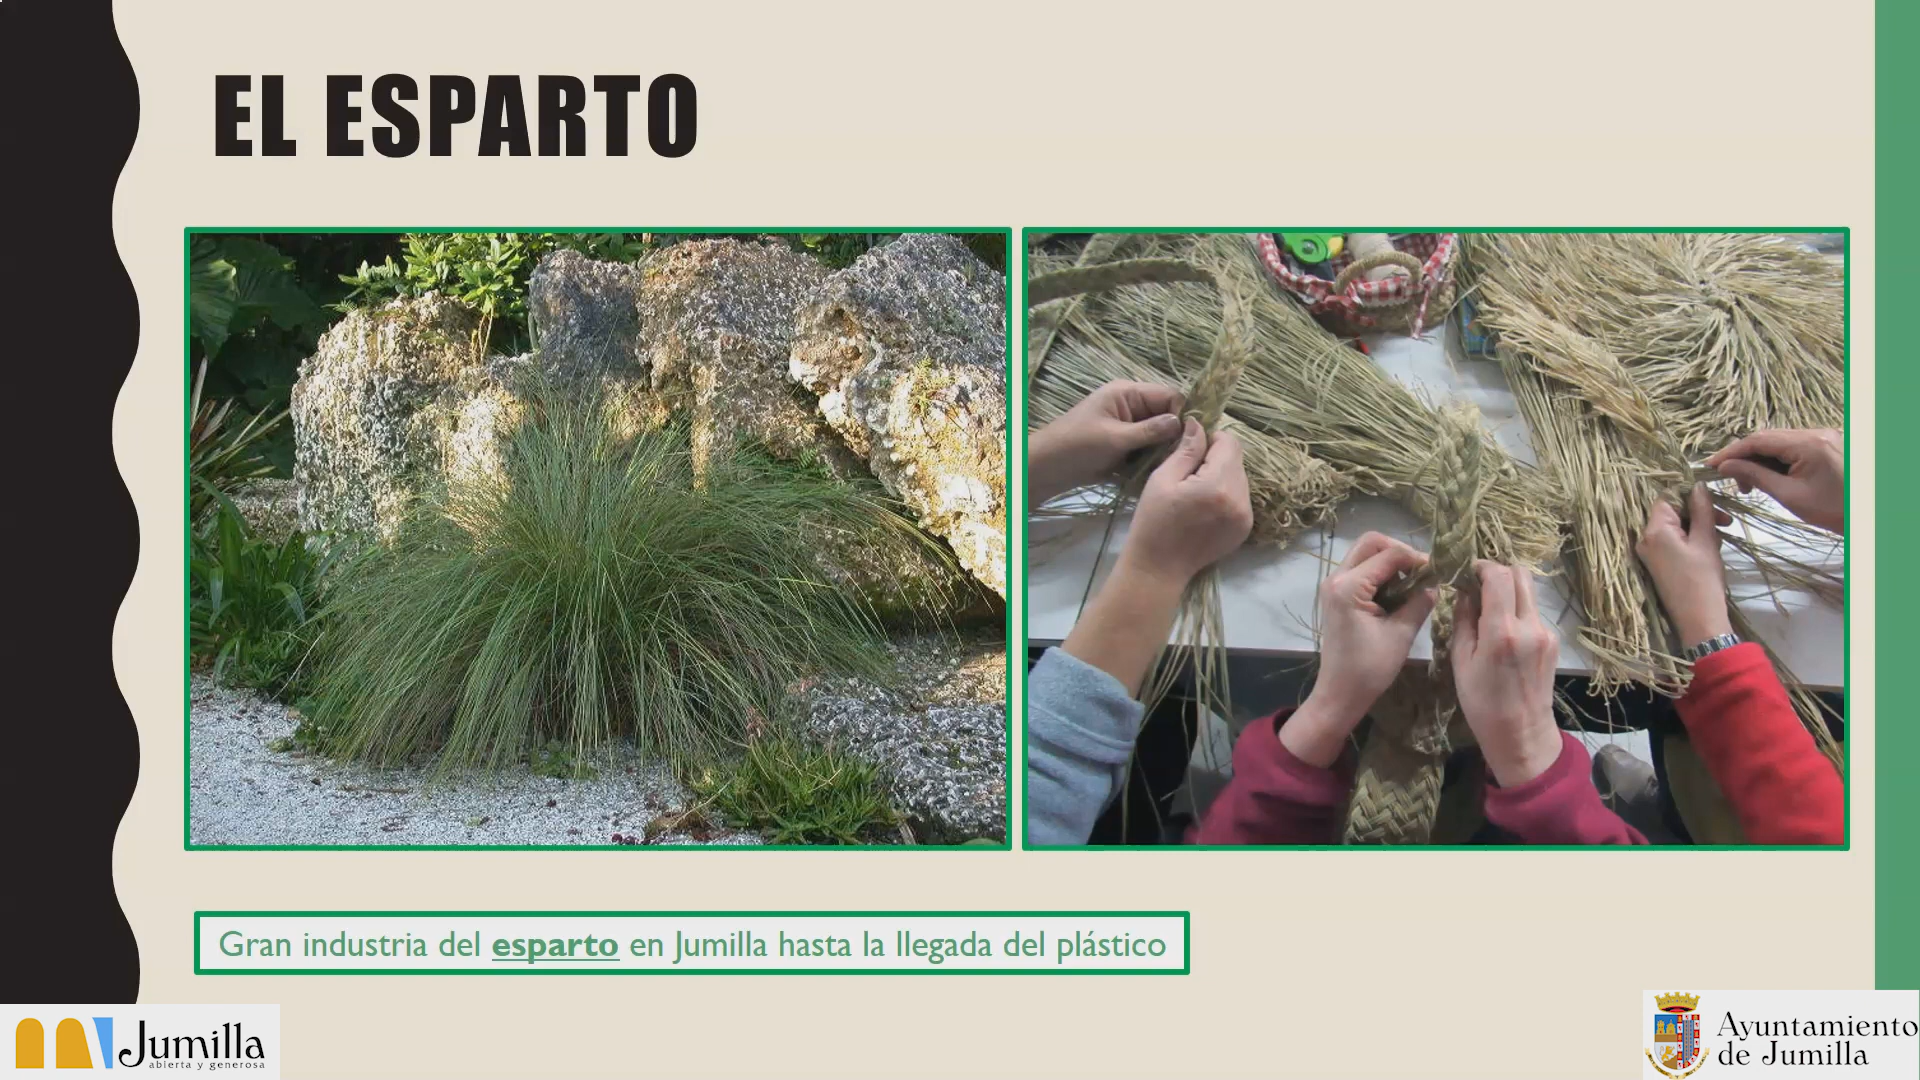 EL ESPARTO
Gran industria del esparto en Jumilla hasta la llegada del plástico
Jumilla
abierta y generosa
Ayuntamiento
de Jumilla